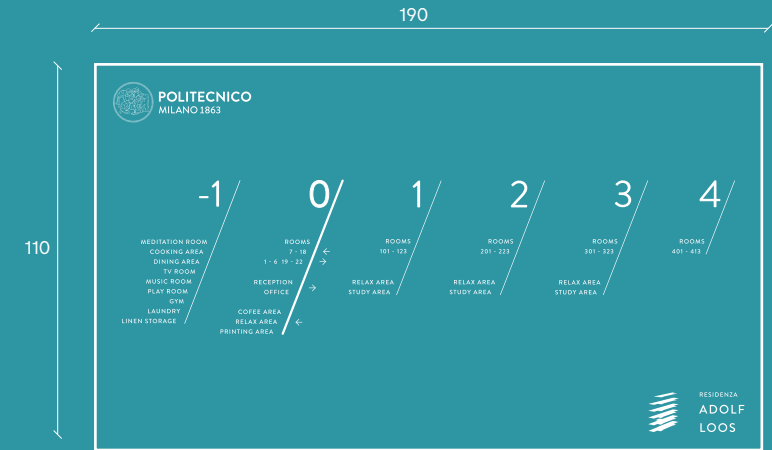 190
110
POLITECNICO
MILANO 1863
-1
MEDITATION ROOM
COOKING AREA
DINING AREA
TV ROOM
MUSIC ROOM
PLAY ROOM
GYM
LAUNDRY
LINEN STORAGE
0
ROOMS
7 - 18 ←
1 - 6 19 - 22 →
RECEPTION
OFFICE →
COFEE AREA
RELAX AREA ←
PRINTING AREA
1
ROOMS
101 - 123
RELAX AREA
STUDY AREA
2
ROOMS
201 - 223
RELAX AREA
STUDY AREA
3
ROOMS
301 - 323
RELAX AREA
STUDY AREA
4
ROOMS
401 - 413
RESIDENZA
ADOLF
LOOS